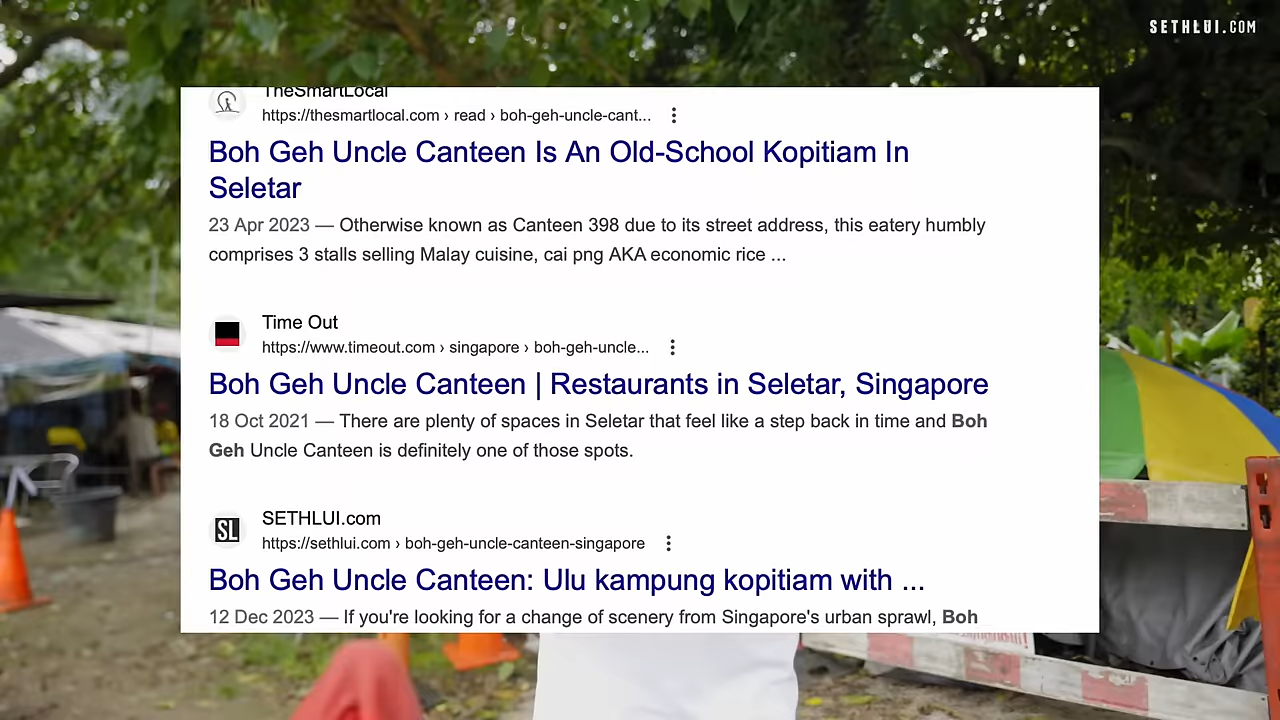 SETHLUI.COM
TheSmartLocal
https://thesmartlocal.com › read › boh-geh-uncle-cant...
Boh Geh Uncle Canteen Is An Old-School Kopitiam In
Seletar
23 Apr 2023 — Otherwise known as Canteen 398 due to its street address, this eatery humbly
comprises 3 stalls selling Malay cuisine, cai png AKA economic rice ...
Time Out
https://www.timeout.com › singapore › boh-geh-uncle...
Boh Geh Uncle Canteen | Restaurants in Seletar, Singapore
18 Oct 2021 — There are plenty of spaces in Seletar that feel like a step back in time and Boh
Geh Uncle Canteen is definitely one of those spots.
SL
SETHLUI.com
https://sethlui.com › boh-geh-uncle-canteen-singapore
Boh Geh Uncle Canteen: Ulu kampung kopitiam with ...
12 Dec 2023 — If you're looking for a change of scenery from Singapore's urban sprawl, Boh